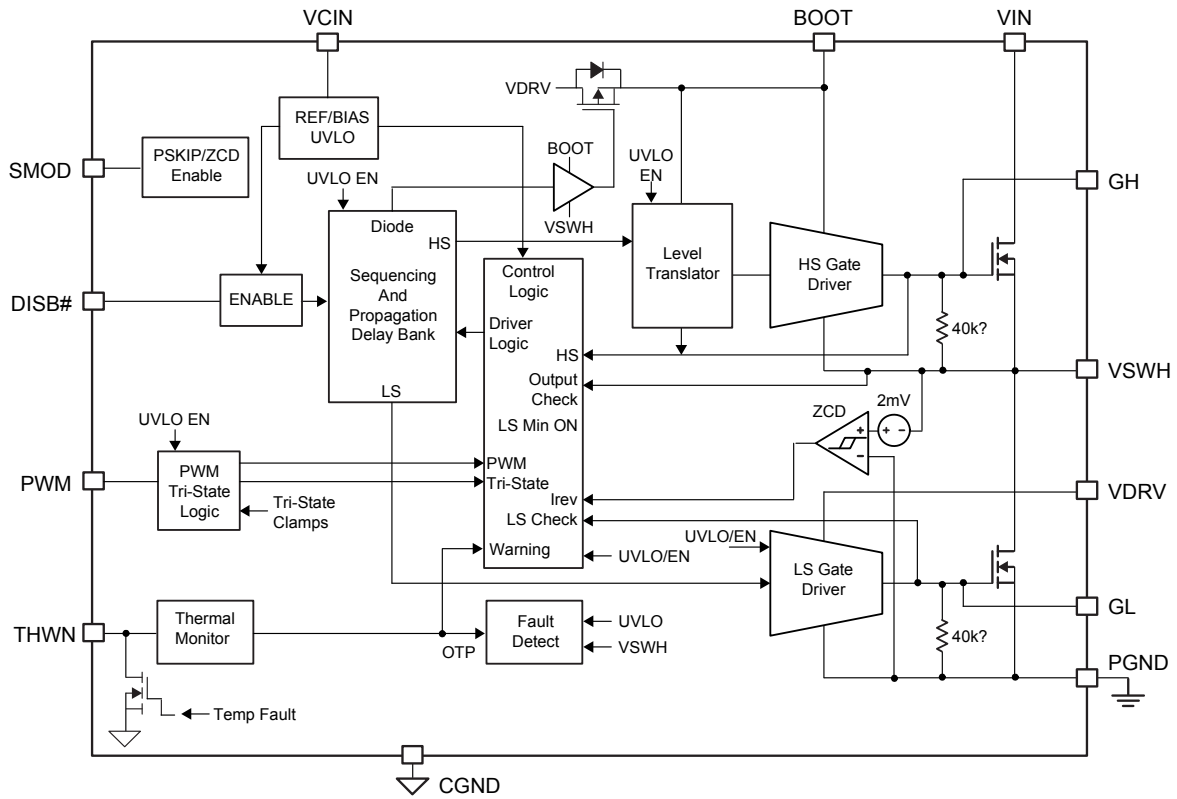 VCIN
BOOT
VIN
VDRV
REF/BIAS
UVLO
SMOD
PSKIP/ZCD
Enable
BOOT
UVLO
EN
UVLO EN
GH
VSWH
Diode
HS
Level
Translator
HS Gate
Driver
Control
Logic
Sequencing
And
Propagation
Delay Bank
DISB#
ENABLE
Driver
Logic
40k?
HS
VSWH
Output
Check
LS
2mV
ZCD
LS Min ON
UVLO EN
PWM
PWM
Tri-State
Logic
PWM
Tri-State
VDRV
Irev
Tri-State
Clamps
LS Check
UVLO/EN
Warning
UVLO/EN
LS Gate
Driver
GL
THWN
Thermal
Monitor
OTP
Fault
Detect
UVLO
VSWH
40k?
PGND
Temp Fault
CGND